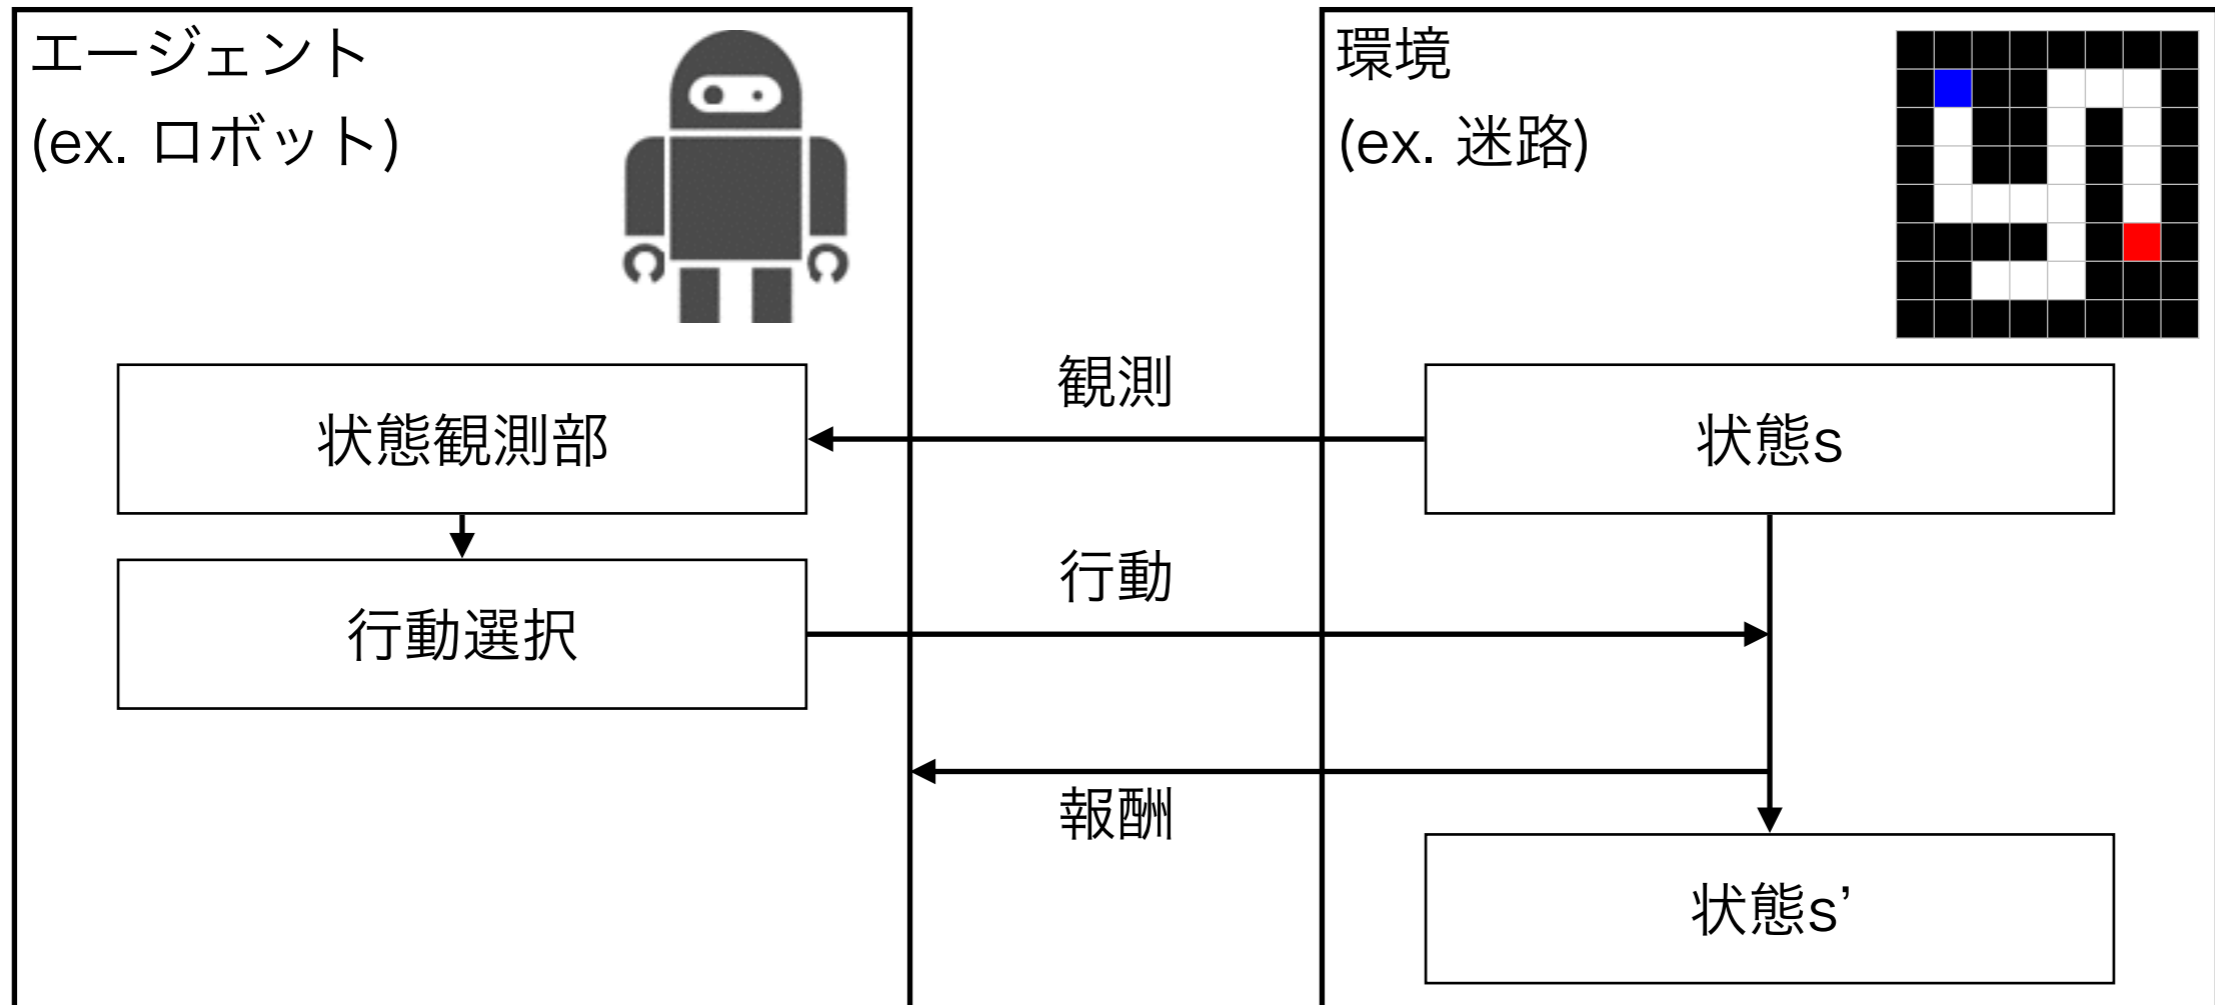 エージェント
(ex. ロボット)
環境
(ex. 迷路)
観測
状態観測部
状態s
行動
行動選択
報酬
状態s’